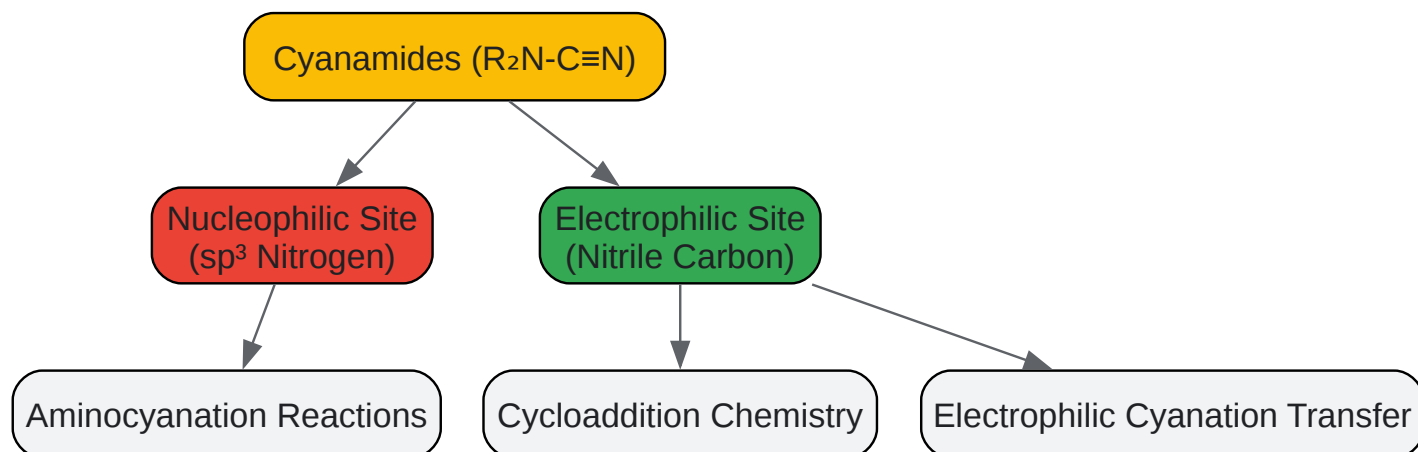 Cyanamides (R₂N-C≡N)
Nucleophilic Site
(sp³ Nitrogen)
Electrophilic Site
(Nitrile Carbon)
Aminocyanation Reactions
Cycloaddition Chemistry
Electrophilic Cyanation Transfer